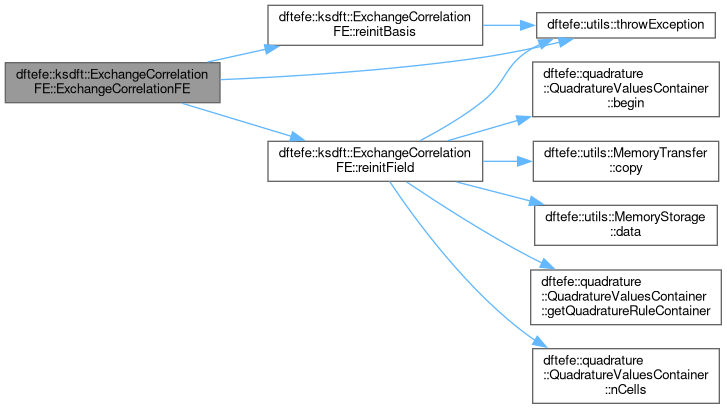 dftefe::ksdft::ExchangeCorrelation
FE::ExchangeCorrelationFE
dftefe::ksdft::ExchangeCorrelation
FE::reinitBasis
dftefe::utils::throwException
dftefe::quadrature
::QuadratureValuesContainer
::begin
dftefe::ksdft::ExchangeCorrelation
FE::reinitField
dftefe::utils::MemoryTransfer
::copy
dftefe::utils::MemoryStorage
::data
dftefe::quadrature
::QuadratureValuesContainer
::getQuadratureRuleContainer
dftefe::quadrature
::QuadratureValuesContainer
::nCells